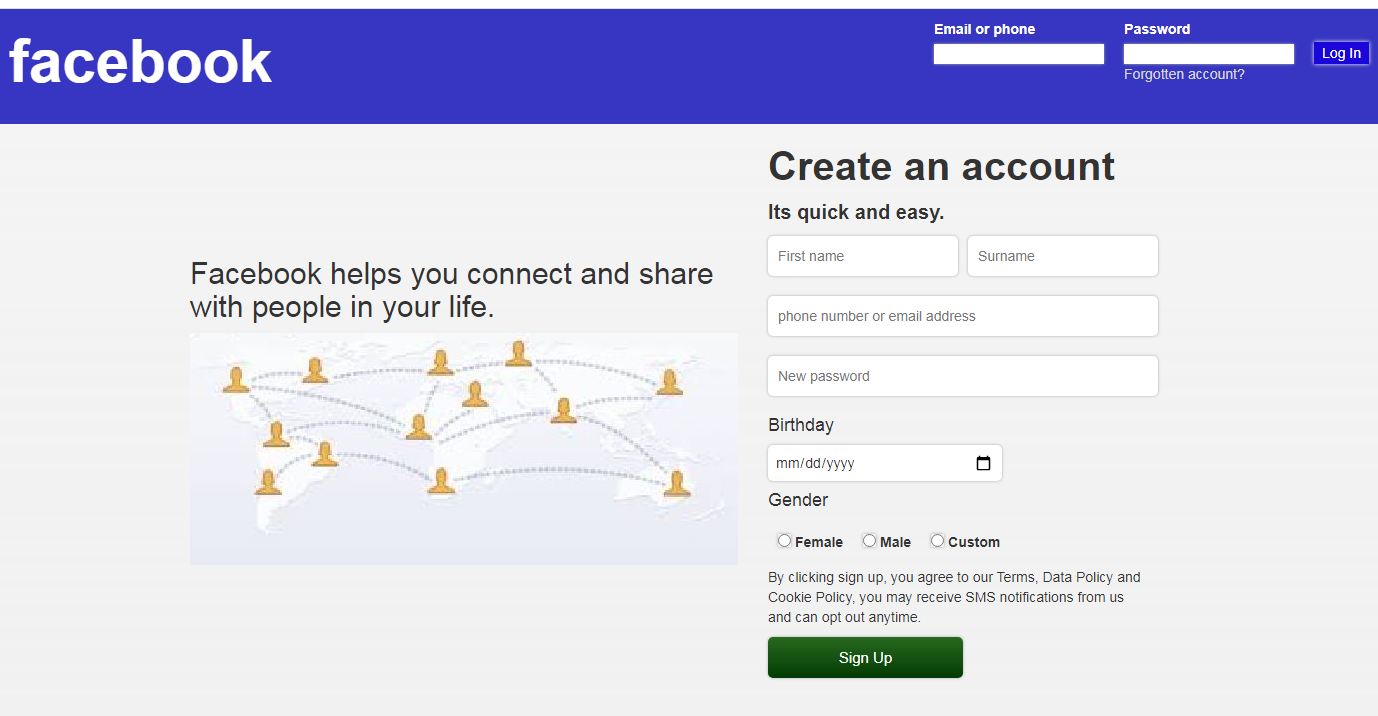 facebook
Email or phone
Password
Log In
Forgotten account?
Facebook helps you connect and share
with people in your life.
Create an account
Its quick and easy.
First name
Surname
phone number or email address
New password
Birthday
mm/dd/yyyy
Gender
Female
Male
Custom
By clicking sign up, you agree to our Terms, Data Policy and
Cookie Policy, you may receive SMS notifications from us
and can opt out anytime.
Sign Up